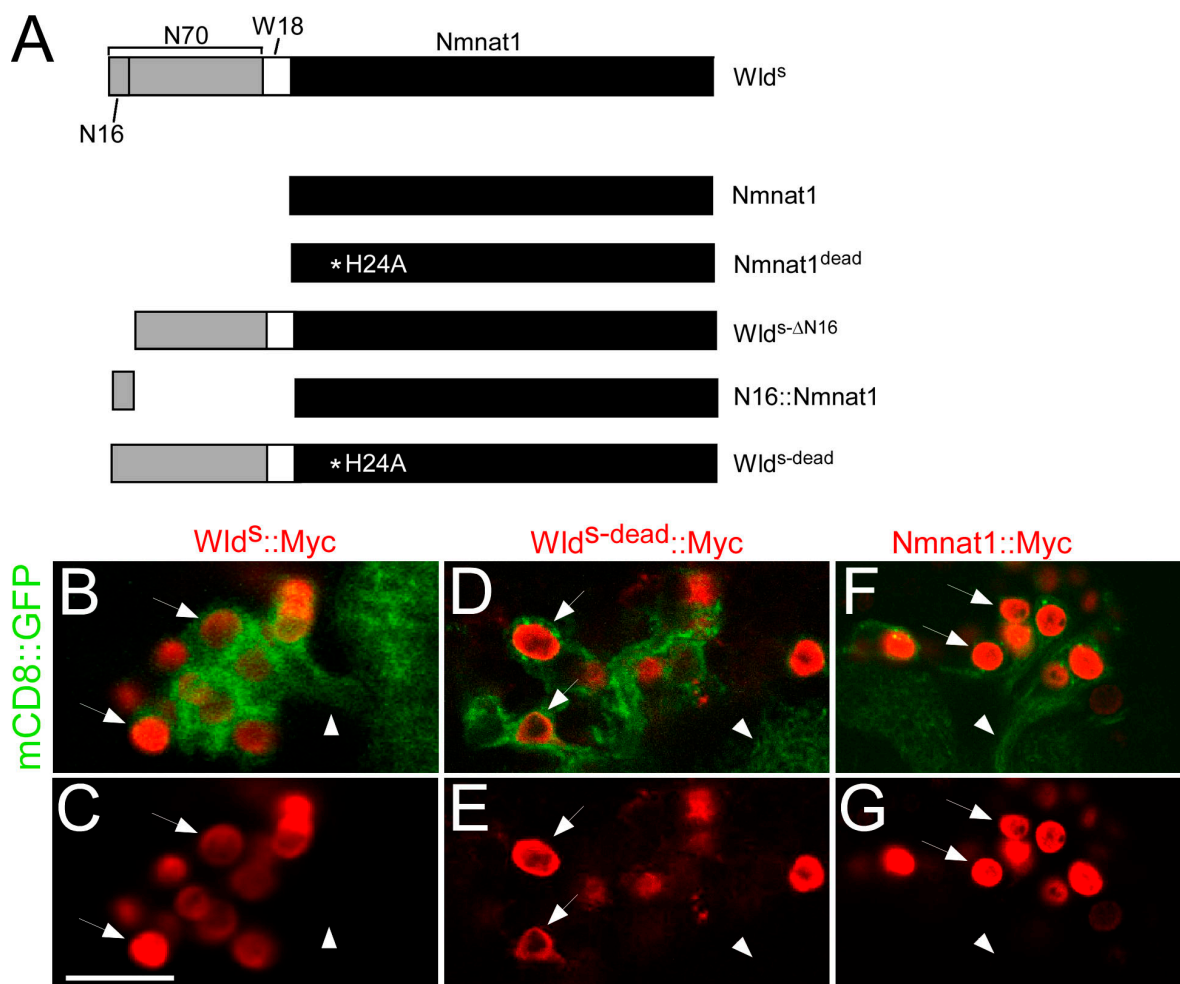 A
N70
W18
Nmnat1
Wldˢ
N16
Nmnat1
*H24A
Nmnat1ᵈᵉᵃᵈ
Wldˢ⁻ΔN16
N16::Nmnat1
*H24A
Wldˢ⁻ᵈᵉᵃᵈ
Wldˢ::Myc
Wldˢ⁻ᵈᵉᵃᵈ::Myc
Nmnat1::Myc
mCD8::GFP
B
D
F
C
E
G